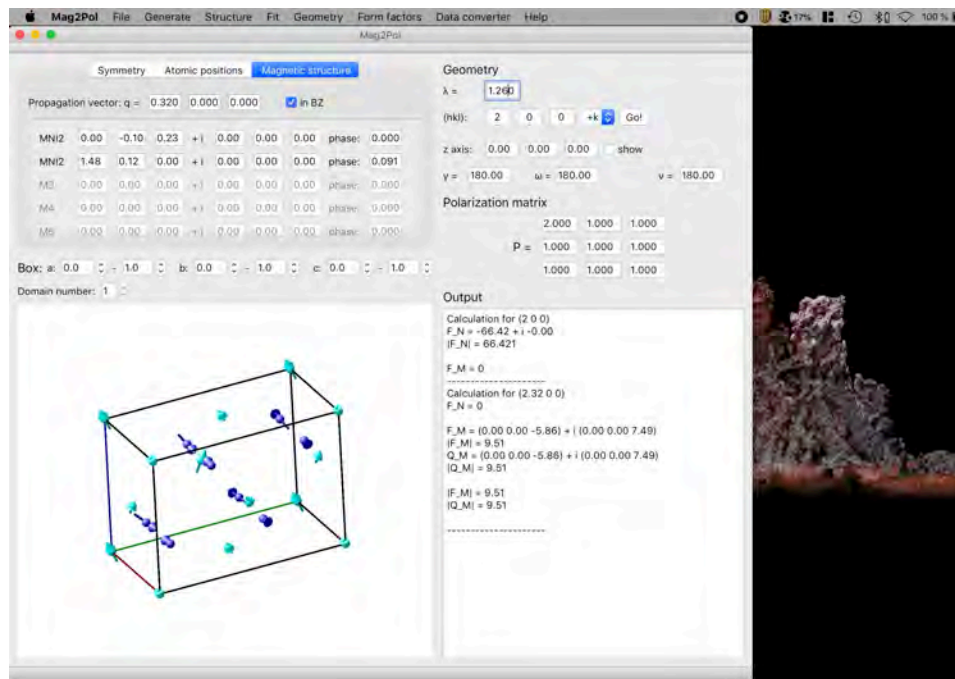 Mag2Pol File Generate Structure Fit Geometry Form factors Data converter Help 17% 100 %
Mag2Pol
Symmetry Atomic positions Magnetic structure
Propagation vector: q = 0.320 0.000 0.000 in BZ
MNI2 0.00 -0.10 0.23 + i 0.00 0.00 0.00 phase: 0.000
MNI2 1.48 0.12 0.00 + i 0.00 0.00 0.00 phase: 0.091
M3 0.00 0.00 0.00 + i 0.00 0.00 0.00 phase: 0.000
M4 0.00 0.00 0.00 + i 0.00 0.00 0.00 phase: 0.000
M5 0.00 0.00 0.00 + i 0.00 0.00 0.00 phase: 0.000
Box: a: 0.0 - 1.0 b: 0.0 - 1.0 c: 0.0 - 1.0
Domain number: 1
Geometry
λ = 1.260
(hkl): 2 0 0 +k Go!
z axis: 0.00 0.00 0.00 show
γ = 180.00 ω = 180.00 ν = 180.00
Polarization matrix
2.000 1.000 1.000
P = 1.000 1.000 1.000
1.000 1.000 1.000
Output
Calculation for (2 0 0)
F_N = -66.42 + i -0.00
|F_N| = 66.421
F_M = 0
----------------------
Calculation for (2.32 0 0)
F_N = 0
F_M = (0.00 0.00 -5.86) + i (0.00 0.00 7.49)
|F_M| = 9.51
Q_M = (0.00 0.00 -5.86) + i (0.00 0.00 7.49)
|Q_M| = 9.51
|F_M| = 9.51
|Q_M| = 9.51
----------------------